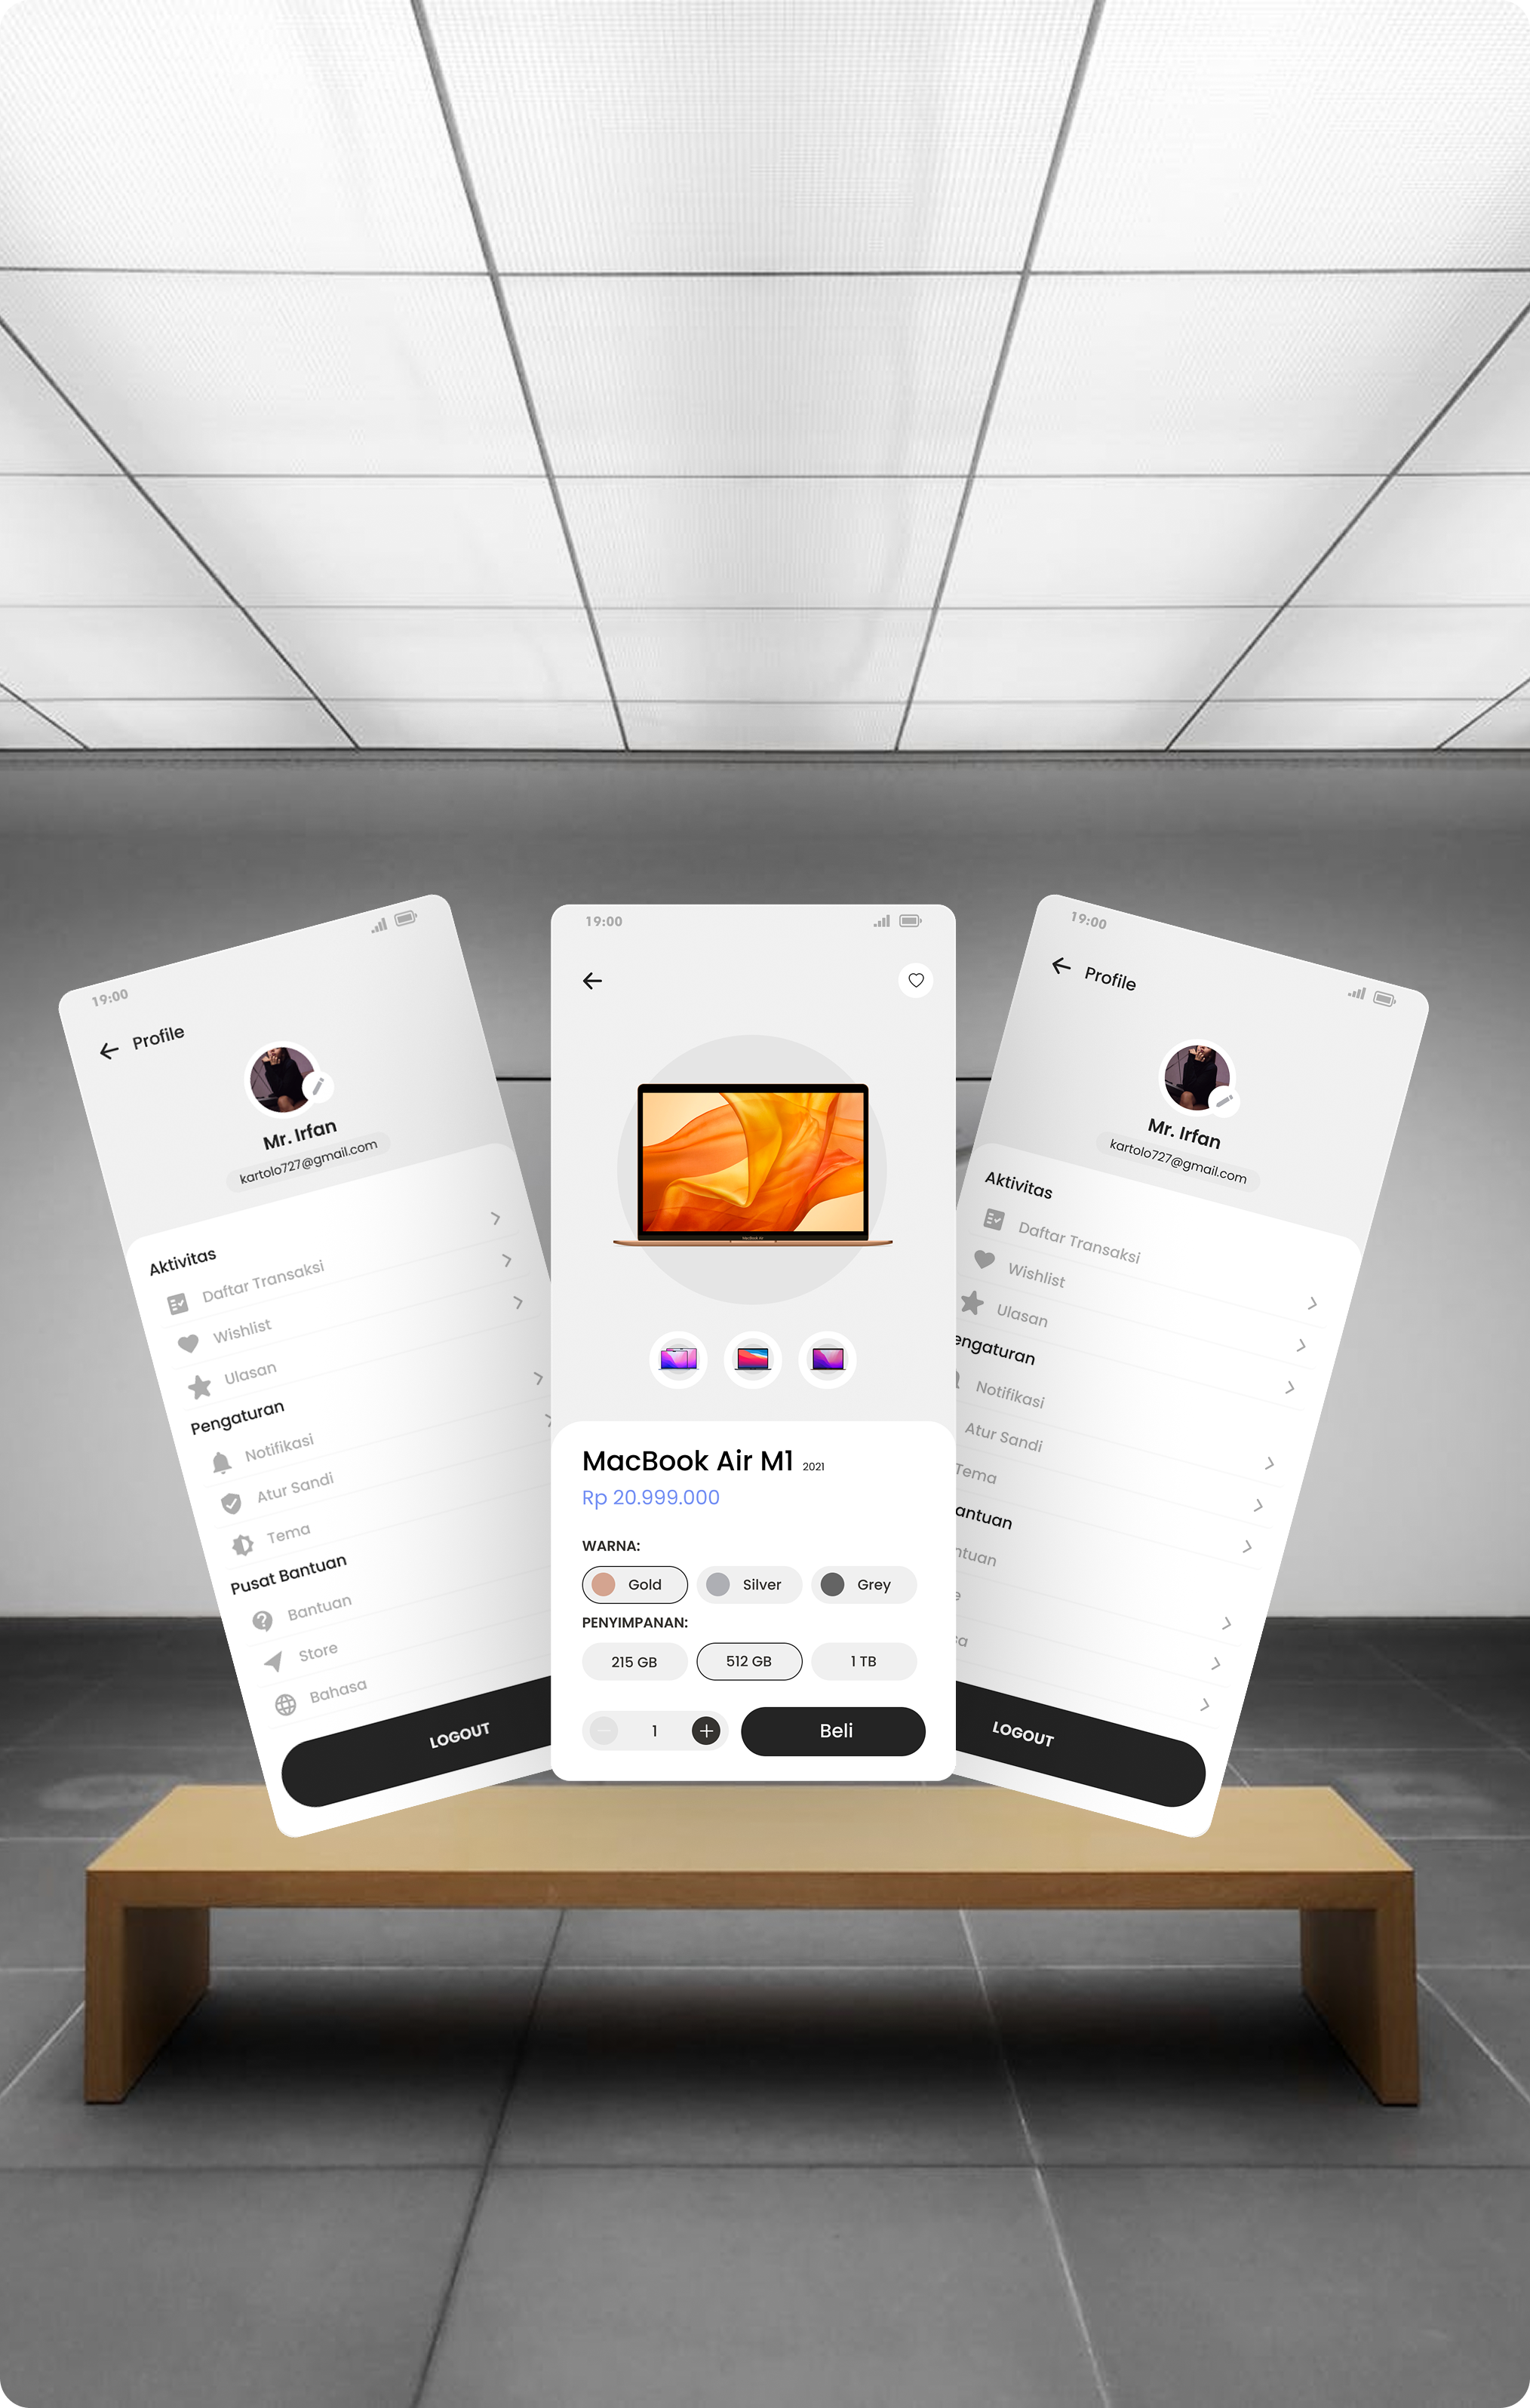 19:00
Profile
Mr. Irfan
kartolo727@gmail.com
Aktivitas
Daftar Transaksi
Wishlist
Ulasan
Pengaturan
Notifikasi
Atur Sandi
Tema
Pusat Bantuan
Bantuan
Store
Bahasa
LOGOUT
19:00
MacBook Air M1 2021
Rp 20.999.000
WARNA:
Gold Silver Grey
PENYIMPANAN:
215 GB 512 GB 1 TB
1 Beli
19:00
Profile
Mr. Irfan
kartolo727@gmail.com
Aktivitas
Daftar Transaksi
Wishlist
Ulasan
engaturan
Notifikasi
Atur Sandi
Tema
antuan
ntuan
e
sa
LOGOUT